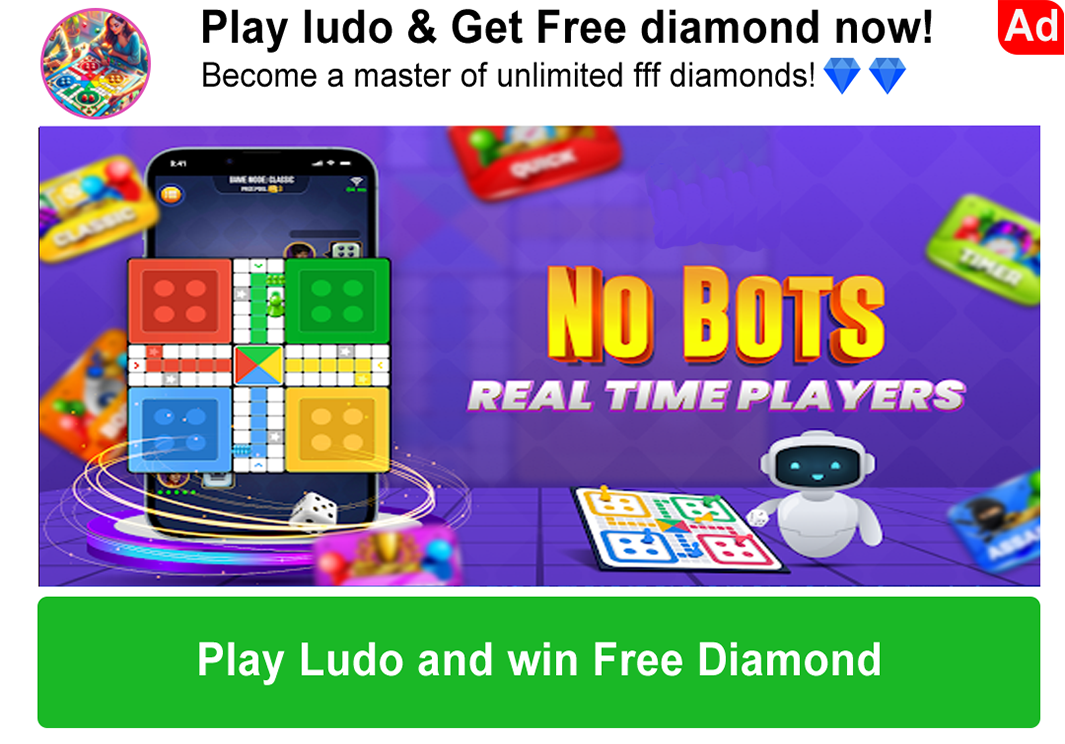 Play ludo & Get Free diamond now!
Ad
Become a master of unlimited fff diamonds!
QUICK
CLASSIC
GAME MODE: CLASSIC
TIMER
NO BOTS
REAL TIME PLAYERS
Play Ludo and win Free Diamond